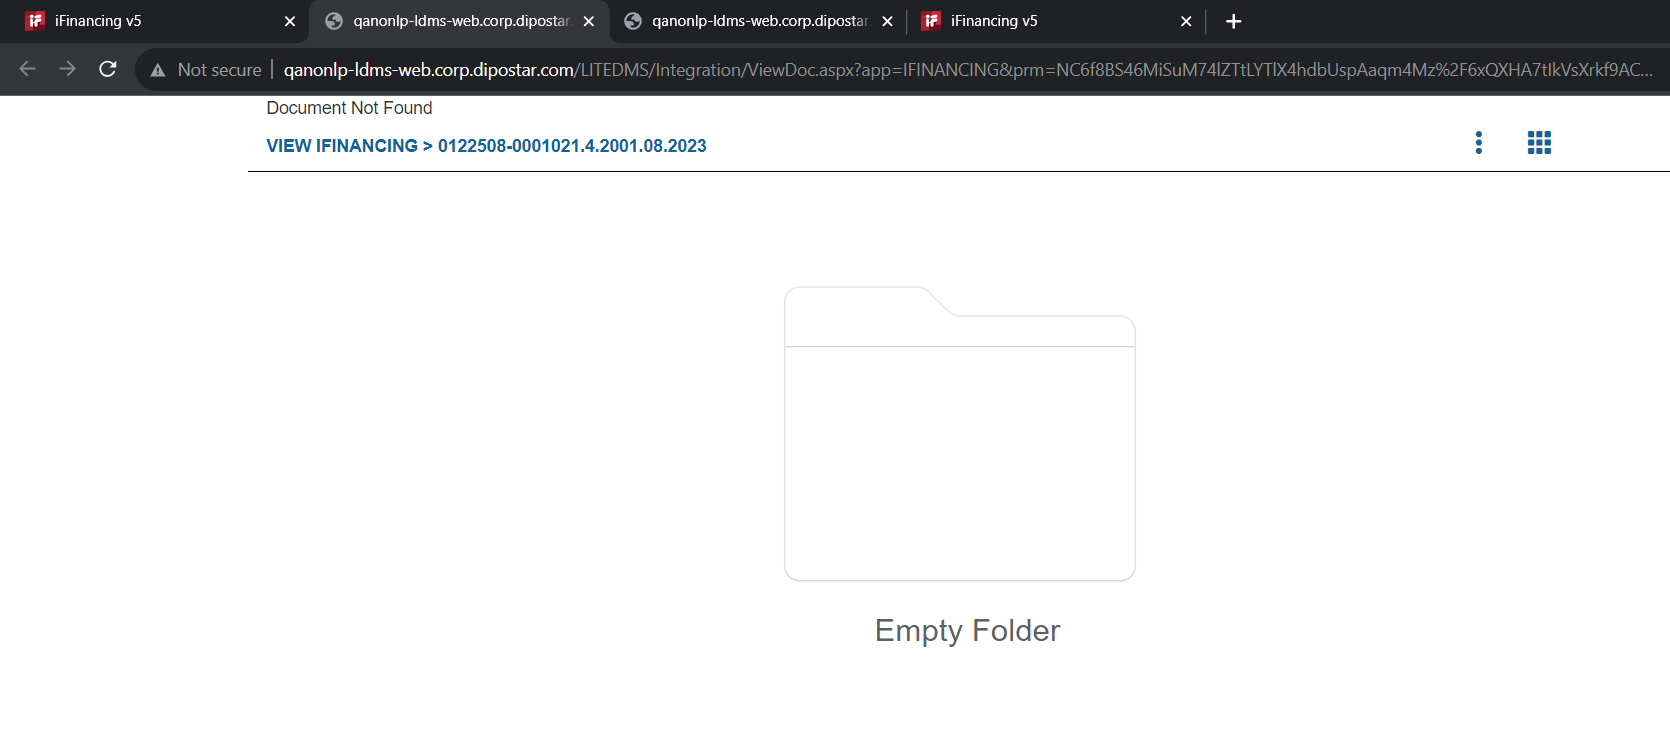 iFinancing v5
qanonlp-ldms-web.corp.dipostar.
qanonlp-ldms-web.corp.dipostar.
iFinancing v5
Not secure | qanonlp-ldms-web.corp.dipostar.com/LITEDMS/Integration/ViewDoc.aspx?app=IFINANCING&prm=NC6f8BS46MiSuM74lZTtLYTlX4hdbUspAaqm4Mz%2F6xQXHA7tIkVsXrkf9AC...
Document Not Found
VIEW IFINANCING > 0122508-0001021.4.2001.08.2023
Empty Folder